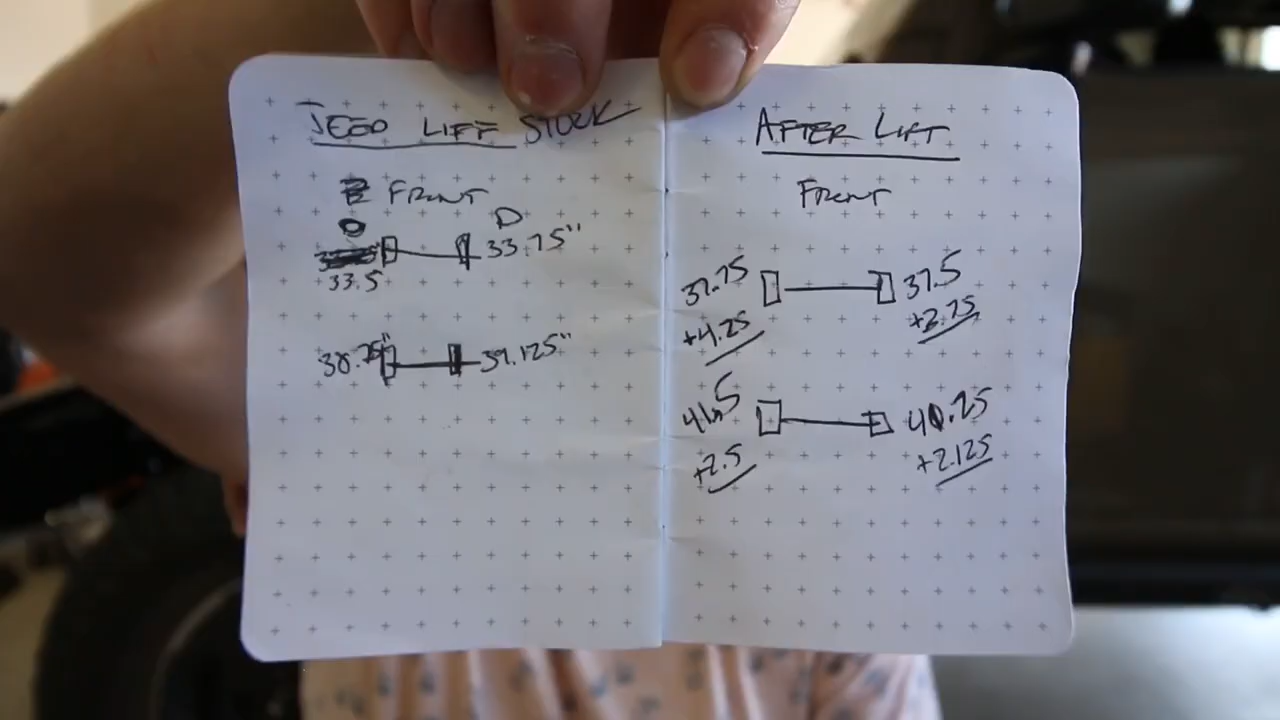 JEEP LIFT STOCK
FRONT
D
33.75"
33.5
38.75" 39.125"
AFTER LIFT
FRONT
37.75 37.5
+4.25 +3.75
41.5 40.25
+2.5 +2.125